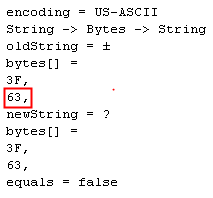 encoding = US-ASCII
String -> Bytes -> String
oldString = ±
bytes[] =
3F,
63,
newString = ?
bytes[] =
3F,
63,
equals = false